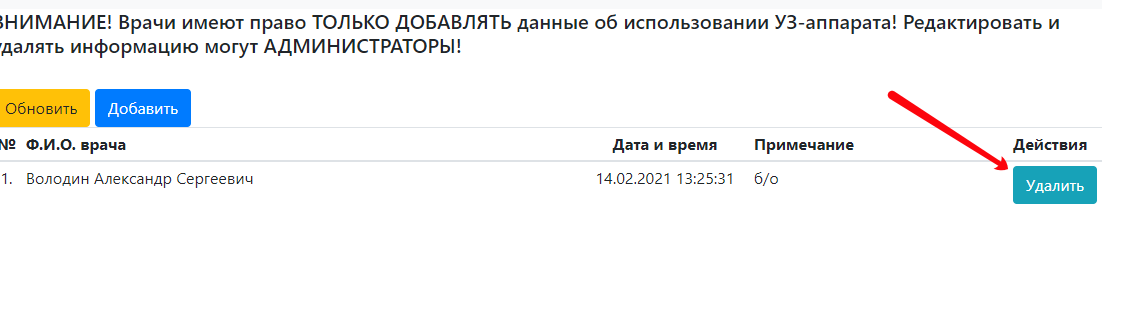 ВНИМАНИЕ! Врачи имеют право ТОЛЬКО ДОБАВЛЯТЬ данные об использовании УЗ-аппарата! Редактировать и
удалять информацию могут АДМИНИСТРАТОРЫ!
Обновить Добавить
№ Ф.И.О. врача Дата и время Примечание Действия
1. Володин Александр Сергеевич 14.02.2021 13:25:31 б/о Удалить